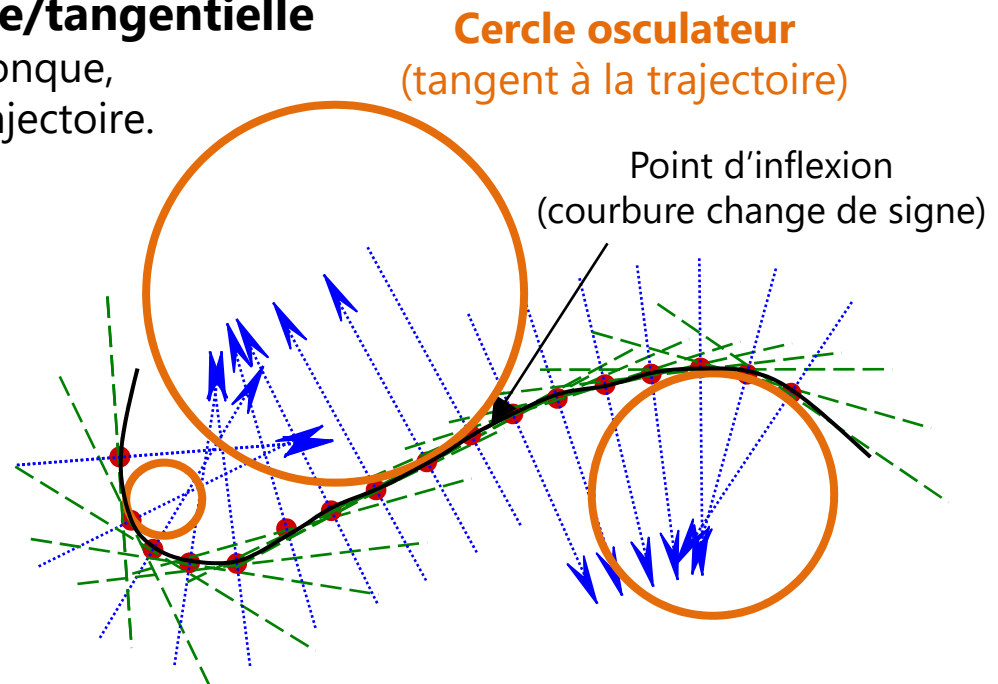 e/tangentielle
onque,
ajectoire.
Cercle osculateur
(tangent à la trajectoire)
Point d’inflexion
(courbure change de signe)